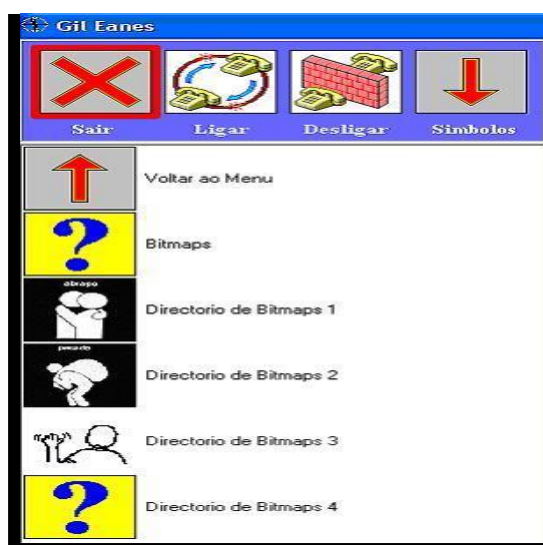 Gil Eanes
Sair Ligar Desligar Simbolos
Voltar ao Menu
Bitmaps
abraço
Directorio de Bitmaps 1
pesado
Directorio de Bitmaps 2
Directorio de Bitmaps 3
Directorio de Bitmaps 4